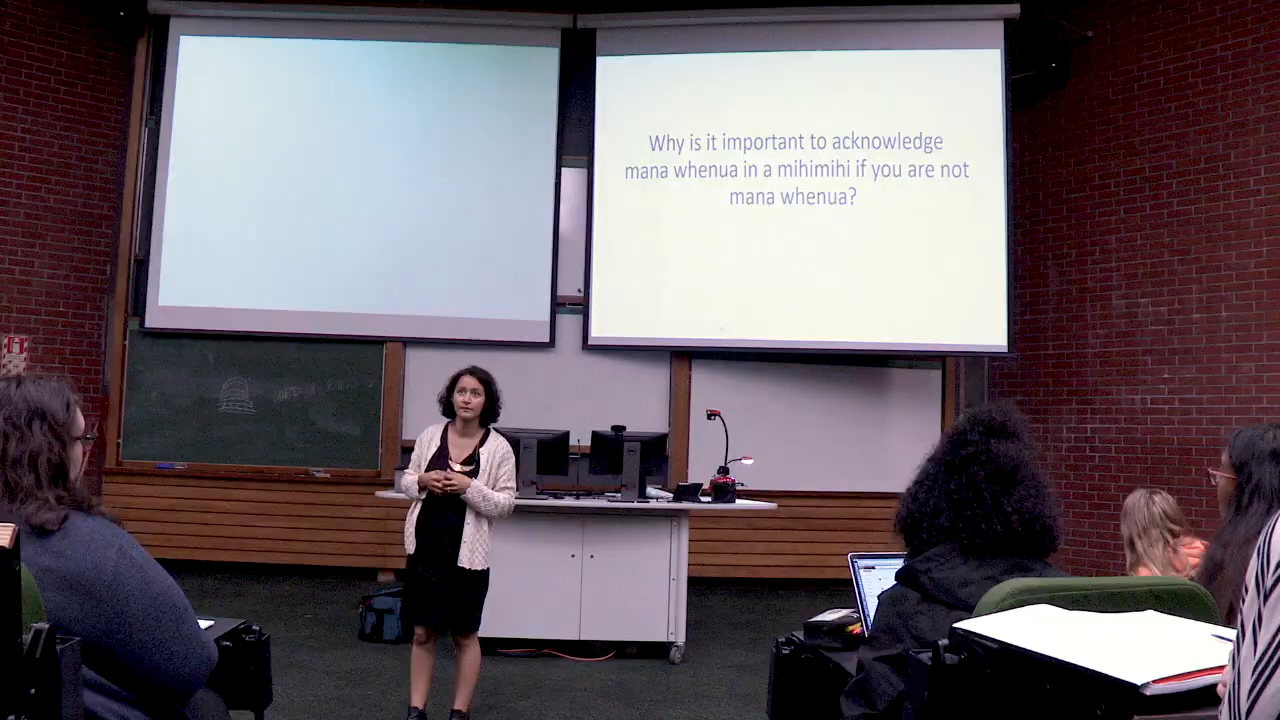 Why is it important to acknowledge
mana whenua in a mihimihi if you are not
mana whenua?